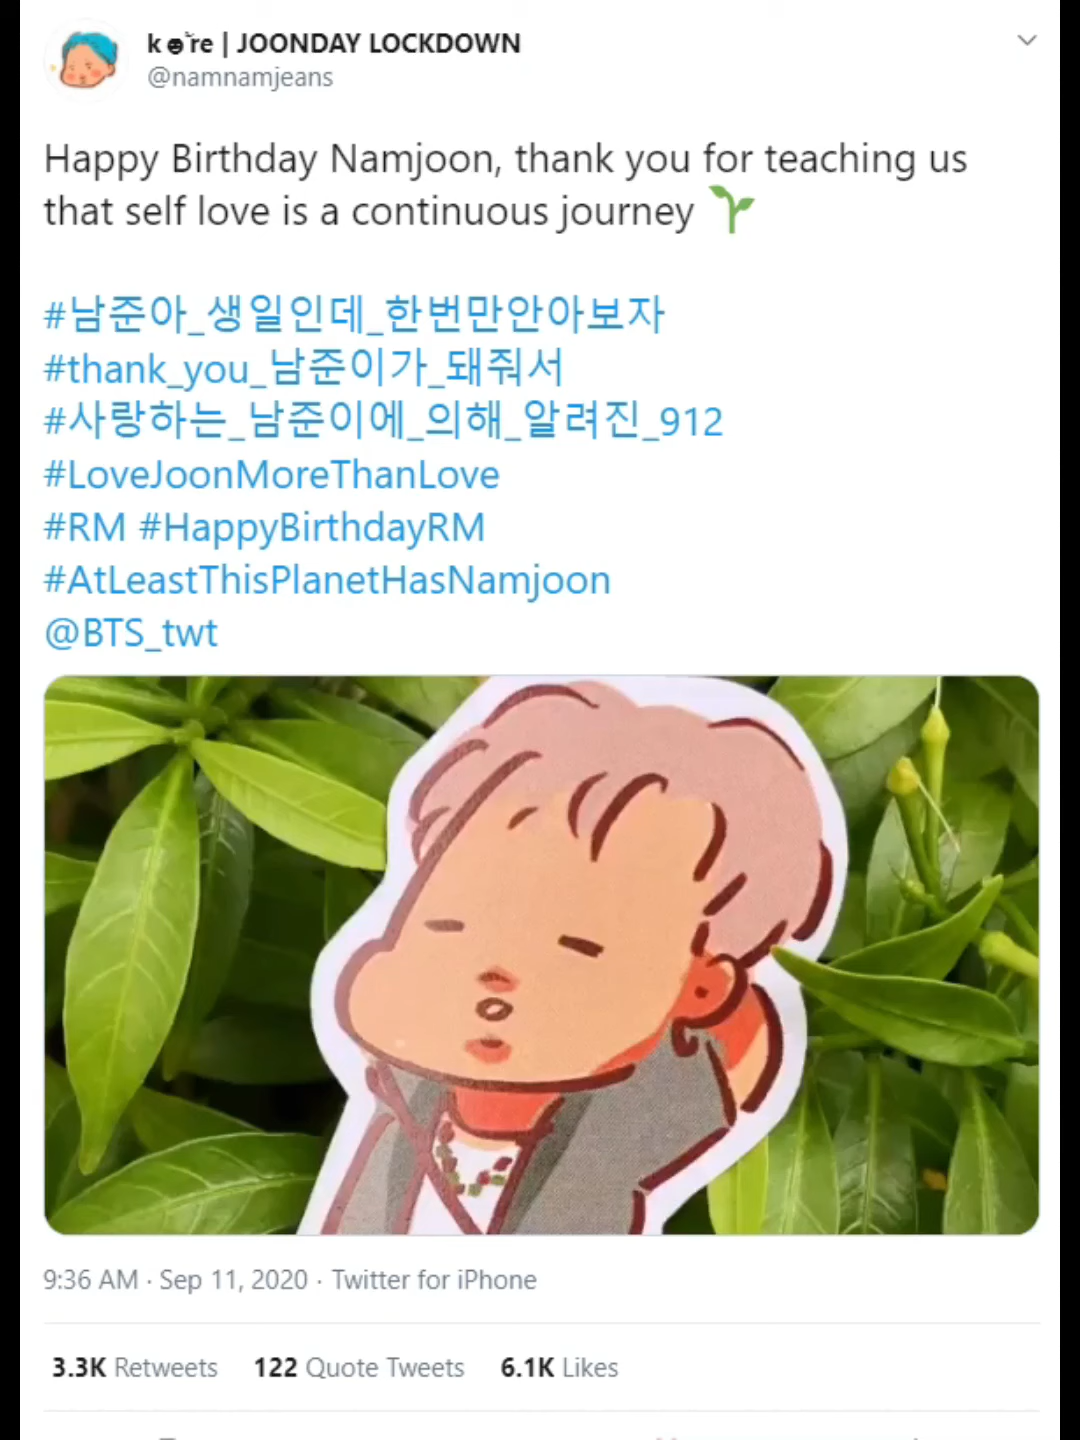 k ☻re | JOONDAY LOCKDOWN
@namnamjeans
Happy Birthday Namjoon, thank you for teaching us
that self love is a continuous journey 🌱
#남준아_생일인데_한번만안아보자
#thank_you_남준이가_돼줘서
#사랑하는_남준이에_의해_알려진_912
#LoveJoonMoreThanLove
#RM #HappyBirthdayRM
#AtLeastThisPlanetHasNamjoon
@BTS_twt
9:36 AM · Sep 11, 2020 · Twitter for iPhone
3.3K Retweets 122 Quote Tweets 6.1K Likes